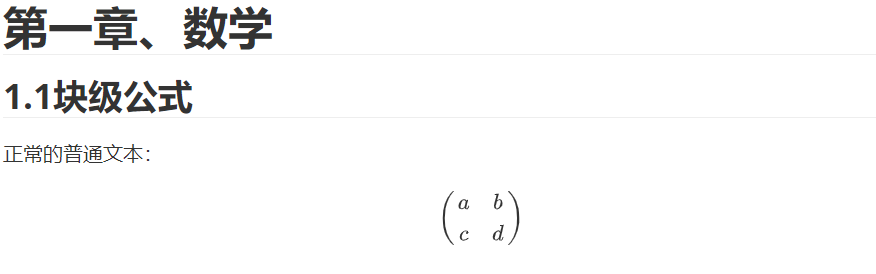 第一章、数学
1.1块级公式
正常的普通文本：
a b
c d